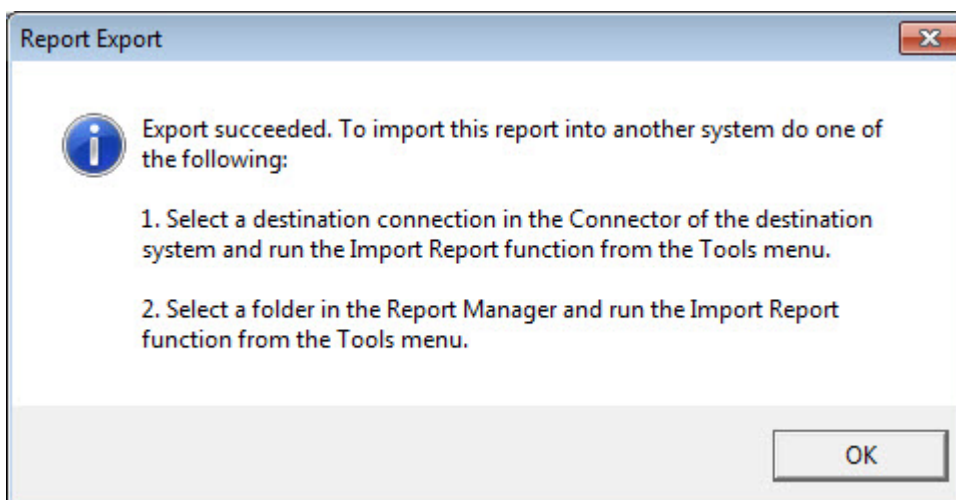 Report Export
Export succeeded. To import this report into another system do one of
the following:
1. Select a destination connection in the Connector of the destination
system and run the Import Report function from the Tools menu.
2. Select a folder in the Report Manager and run the Import Report
function from the Tools menu.
OK